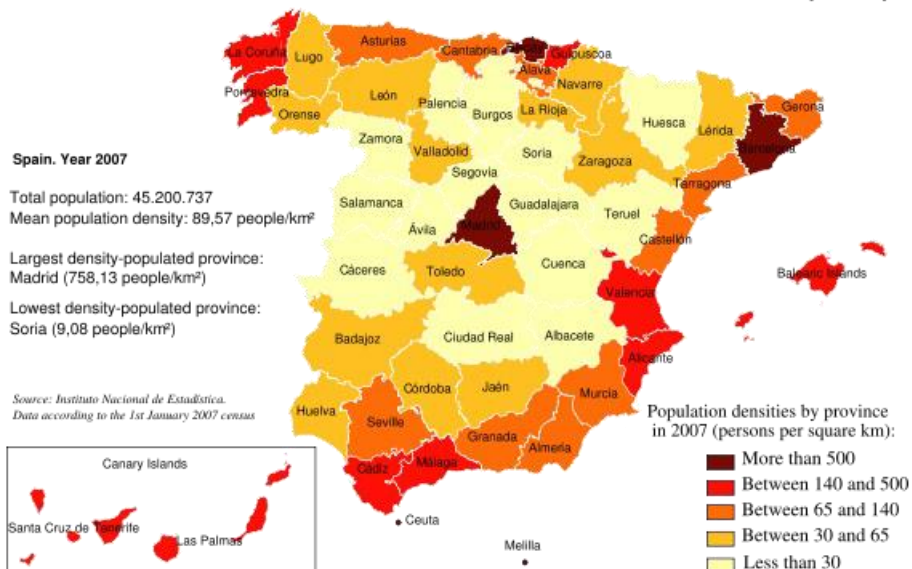 La Coruña
Lugo
Asturias
Cantabria
Guipuscoa
Álava
Navarre
Pontevedra
Orense
León
Palencia
Burgos
La Rioja
Huesca
Lérida
Gerona
Barcelona
Zamora
Valladolid
Soria
Zaragoza
Tarragona
Segovia
Spain. Year 2007
Total population: 45.200.737
Mean population density: 89,57 people/km²
Largest density-populated province:
Madrid (758,13 people/km²)
Lowest density-populated province:
Soria (9,08 people/km²)
Salamanca
Ávila
Madrid
Guadalajara
Teruel
Castellón
Cáceres
Toledo
Cuenca
Valencia
Balearic Islands
Badajoz
Ciudad Real
Albacete
Alicante
Córdoba
Jaén
Murcia
Huelva
Seville
Granada
Almería
Cádiz
Málaga
Source: Instituto Nacional de Estadística.
Data according to the 1st January 2007 census
Canary Islands
Santa Cruz de Tenerife
Las Palmas
Ceuta
Melilla
Population densities by province
in 2007 (persons per square km):
More than 500
Between 140 and 500
Between 65 and 140
Between 30 and 65
Less than 30